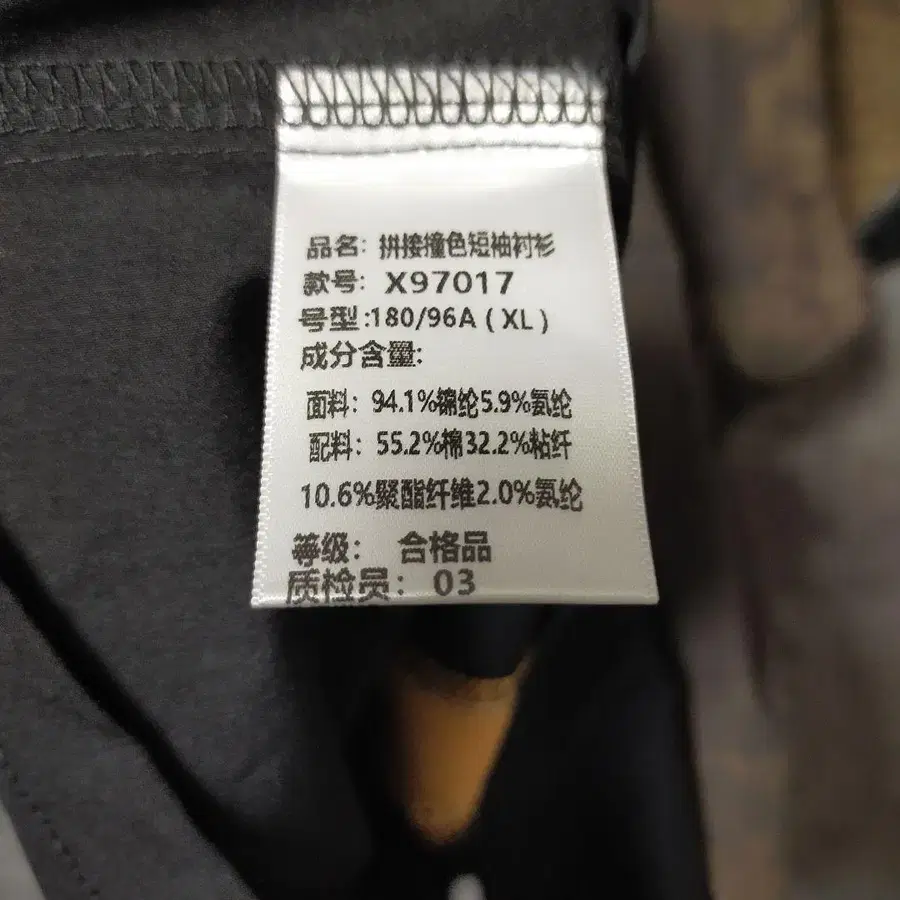 品名：拼接撞色短袖衬衫
款号：X97017
号型:180/96A ( XL )
成分含量:
面料：94.1%锦纶5.9%氨纶
配料：55.2%棉32.2%粘纤
10.6%聚酯纤维2.0%氨纶
等级：合格品
质检员：03